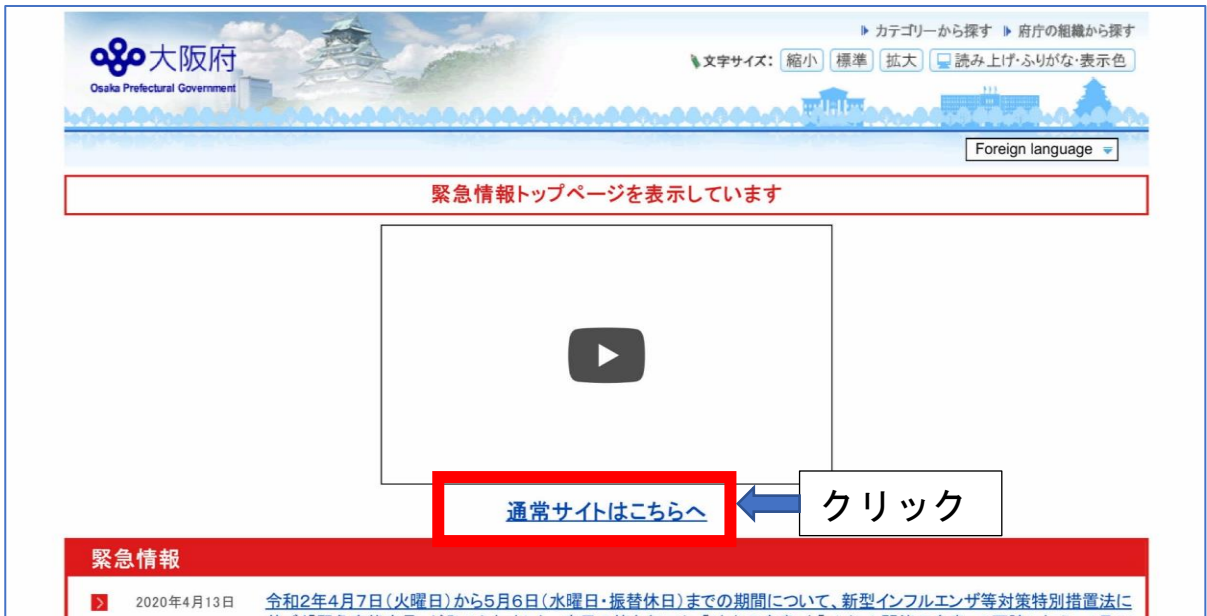 カテゴリーから探す 府庁の組織から探す
大阪府
Osaka Prefectural Government
文字サイズ: 縮小 標準 拡大 読み上げ・ふりがな・表示色
Foreign language
緊急情報トップページを表示しています
通常サイトはこちらへ
クリック
緊急情報
2020年4月13日 令和2年4月7日(火曜日)から5月6日(水曜日・振替休日)までの期間について、新型インフルエンザ等対策特別措置法に